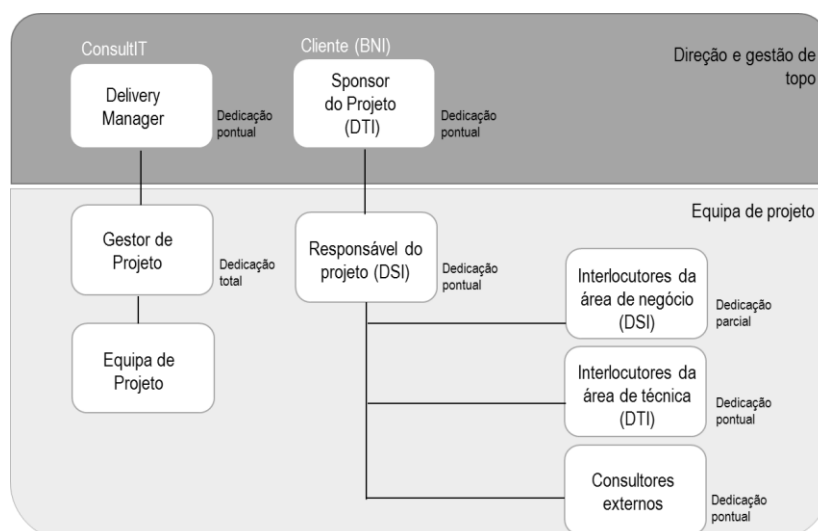 ConsultIT
Cliente (BNI)
Direção e gestão de
topo
Delivery
Manager
Dedicação
pontual
Sponsor
do Projeto
(DTI)
Dedicação
pontual
Equipa de projeto
Gestor de
Projeto
Dedicação
total
Responsável do
projeto (DSI)
Dedicação
pontual
Interlocutores da
área de negócio
(DSI)
Dedicação
parcial
Equipa de
Projeto
Interlocutores da
área de técnica
(DTI)
Dedicação
pontual
Consultores
externos
Dedicação
pontual